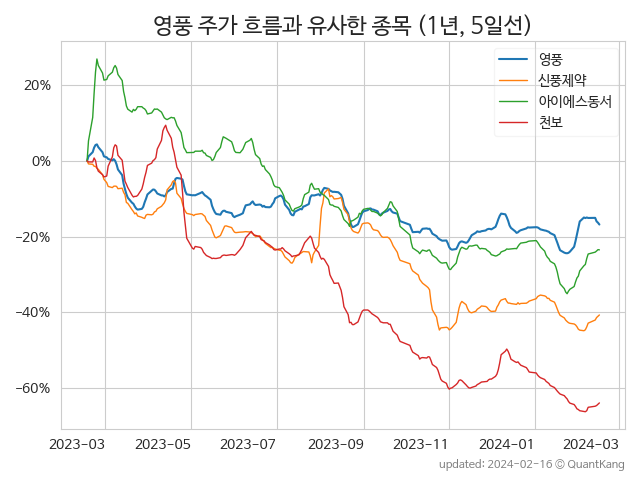 영풍 주가 흐름과 유사한 종목 (1년, 5일선)
영풍
신풍제약
아이에스동서
천보
20%
0%
−20%
−40%
−60%
2023-03 2023-05 2023-07 2023-09 2023-11 2024-01 2024-03
updated: 2024-02-16 © QuantKang